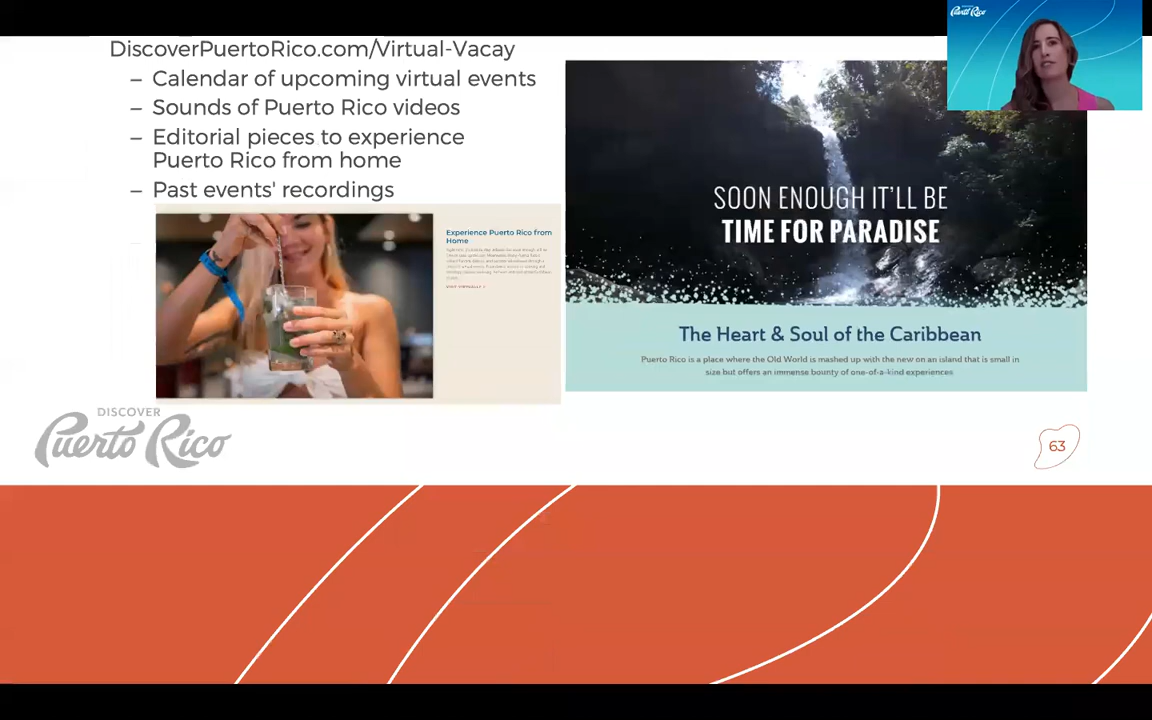 DiscoverPuertoRico.com/Virtual-Vacay
– Calendar of upcoming virtual events
– Sounds of Puerto Rico videos
– Editorial pieces to experience
Puerto Rico from home
– Past events' recordings
Experience Puerto Rico from
Home
SOON ENOUGH IT'LL BE
TIME FOR PARADISE
The Heart & Soul of the Caribbean
Puerto Rico is a place where the Old World is mashed up with the new on an island that is small in
size but offers an immense bounty of one-of-a-kind experiences
DISCOVER
Puerto Rico
63
Puerto Rico